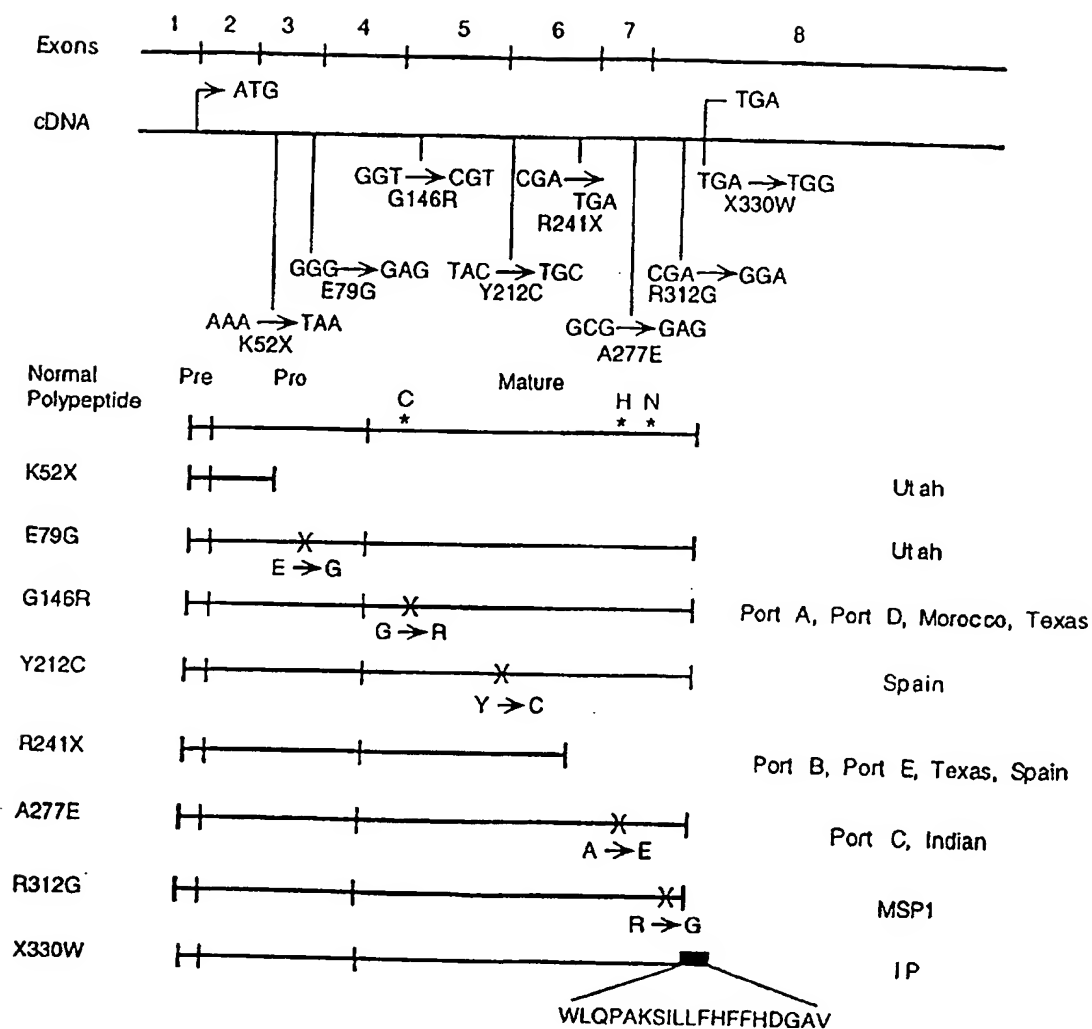 Exons 1 2 3 4 5 6 7 8
cDNA ATG TGA
GGT → CGT
G146R
CGA →
TGA
R241X
TGA → TGG
X330W
GGG → GAG
E79G
TAC → TGC
Y212C
CGA → GGA
R312G
AAA → TAA
K52X
GCG → GAG
A277E
Normal
Polypeptide
Pre Pro Mature
C H N
* * *
K52X Utah
E79G Utah
E → G
G146R Port A, Port D, Morocco, Texas
G → R
Y212C Spain
Y → C
R241X Port B, Port E, Texas, Spain
A277E Port C, Indian
A → E
R312G MSP1
R → G
X330W IP
WLQPAKSILLFHFFHDGAV